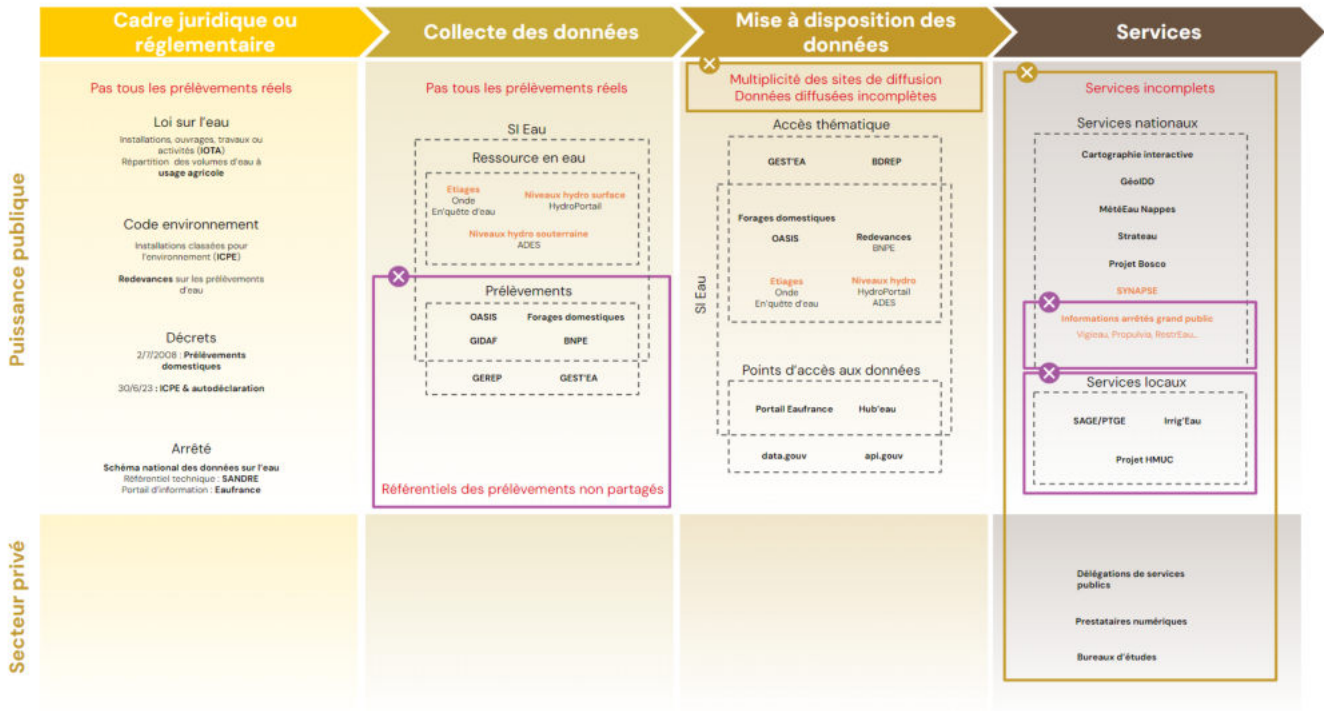 Cadre juridique ou
réglementaire
Collecte des données
Mise à disposition des
données
Services
Puissance publique
Pas tous les prélèvements réels
Loi sur l'eau
Installations, ouvrages, travaux ou
activités (IOTA)
Répartition des volumes d'eau à
usage agricole
Code environnement
Installations classées pour
l'environnement (ICPE)
Redevances sur les prélèvements
d'eau
Décrets
2/7/2008 : Prélèvements
domestiques
30/6/23 : ICPE & autodéclaration
Arrêté
Schéma national des données sur l'eau
Référentiel technique : SANDRE
Portail d'information : Eaufrance
Pas tous les prélèvements réels
SI Eau
Ressource en eau
Etiages
Onde
En'quête d'eau
Niveaux hydro surface
HydroPortail
Niveaux hydro souterraine
ADES
Prélèvements
OASIS
Forages domestiques
GIDAF
BNPE
GEREP
GEST'EA
Référentiels des prélèvements non partagés
Multiplicité des sites de diffusion
Données diffusées incomplètes
Accès thématique
GEST'EA
BDREP
SI Eau
Forages domestiques
OASIS
Redevances
BNPE
Etiages
Onde
En'quête d'eau
Niveaux hydro
HydroPortail
ADES
Points d'accès aux données
Portail Eaufrance
Hub'eau
data.gouv
api.gouv
Services incomplets
Services nationaux
Cartographie interactive
GéoIDD
MétéEau Nappes
Strateau
Projet Bosco
SYNAPSE
Informations arrêtés grand public
Vigieau, Propulvia, RestrEau...
Services locaux
SAGE/PTGE
Irrig'Eau
Projet HMUC
Secteur privé
Délégations de services
publics
Prestataires numériques
Bureaux d'études